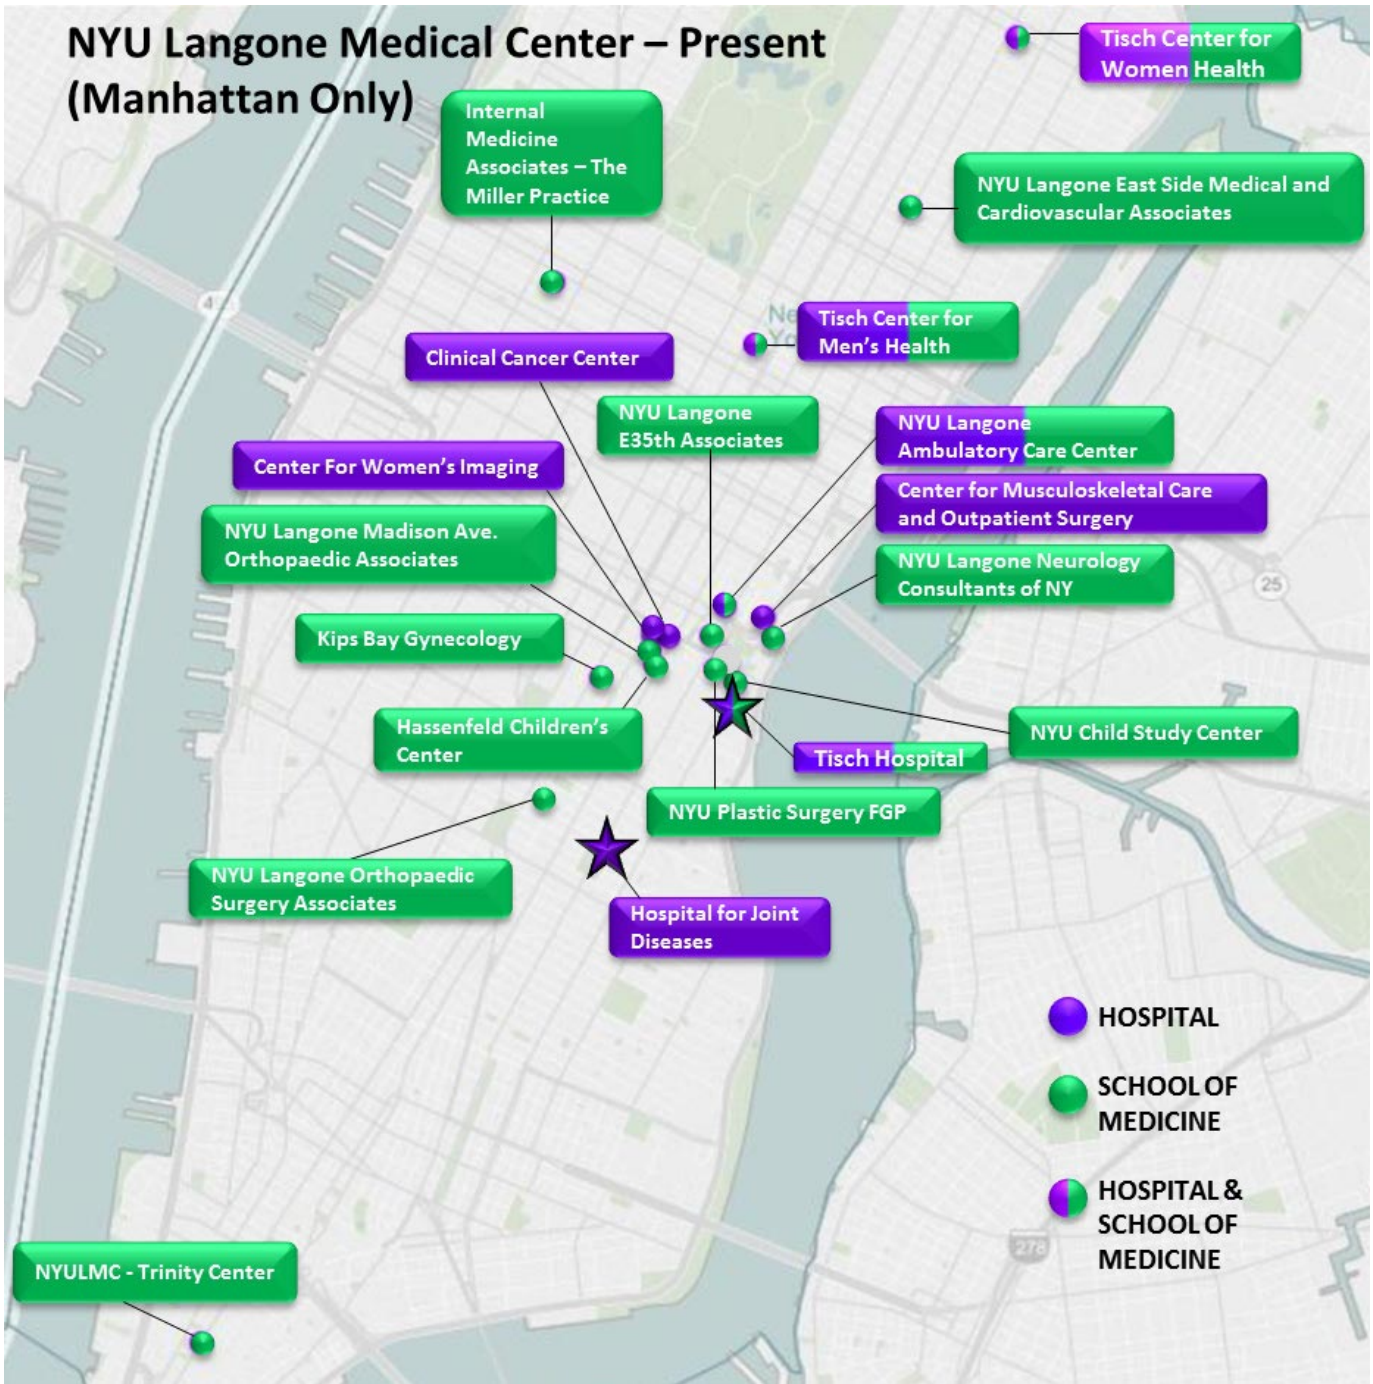 NYU Langone Medical Center – Present
(Manhattan Only)
Tisch Center for
Women Health
Internal
Medicine
Associates – The
Miller Practice
NYU Langone East Side Medical and
Cardiovascular Associates
Tisch Center for
Men's Health
Clinical Cancer Center
NYU Langone
E35th Associates
NYU Langone
Ambulatory Care Center
Center For Women's Imaging
Center for Musculoskeletal Care
and Outpatient Surgery
NYU Langone Madison Ave.
Orthopaedic Associates
NYU Langone Neurology
Consultants of NY
25
Kips Bay Gynecology
Hassenfeld Children's
Center
NYU Child Study Center
Tisch Hospital
NYU Plastic Surgery FGP
NYU Langone Orthopaedic
Surgery Associates
Hospital for Joint
Diseases
HOSPITAL
SCHOOL OF
MEDICINE
HOSPITAL &
SCHOOL OF
MEDICINE
278
NYULMC - Trinity Center